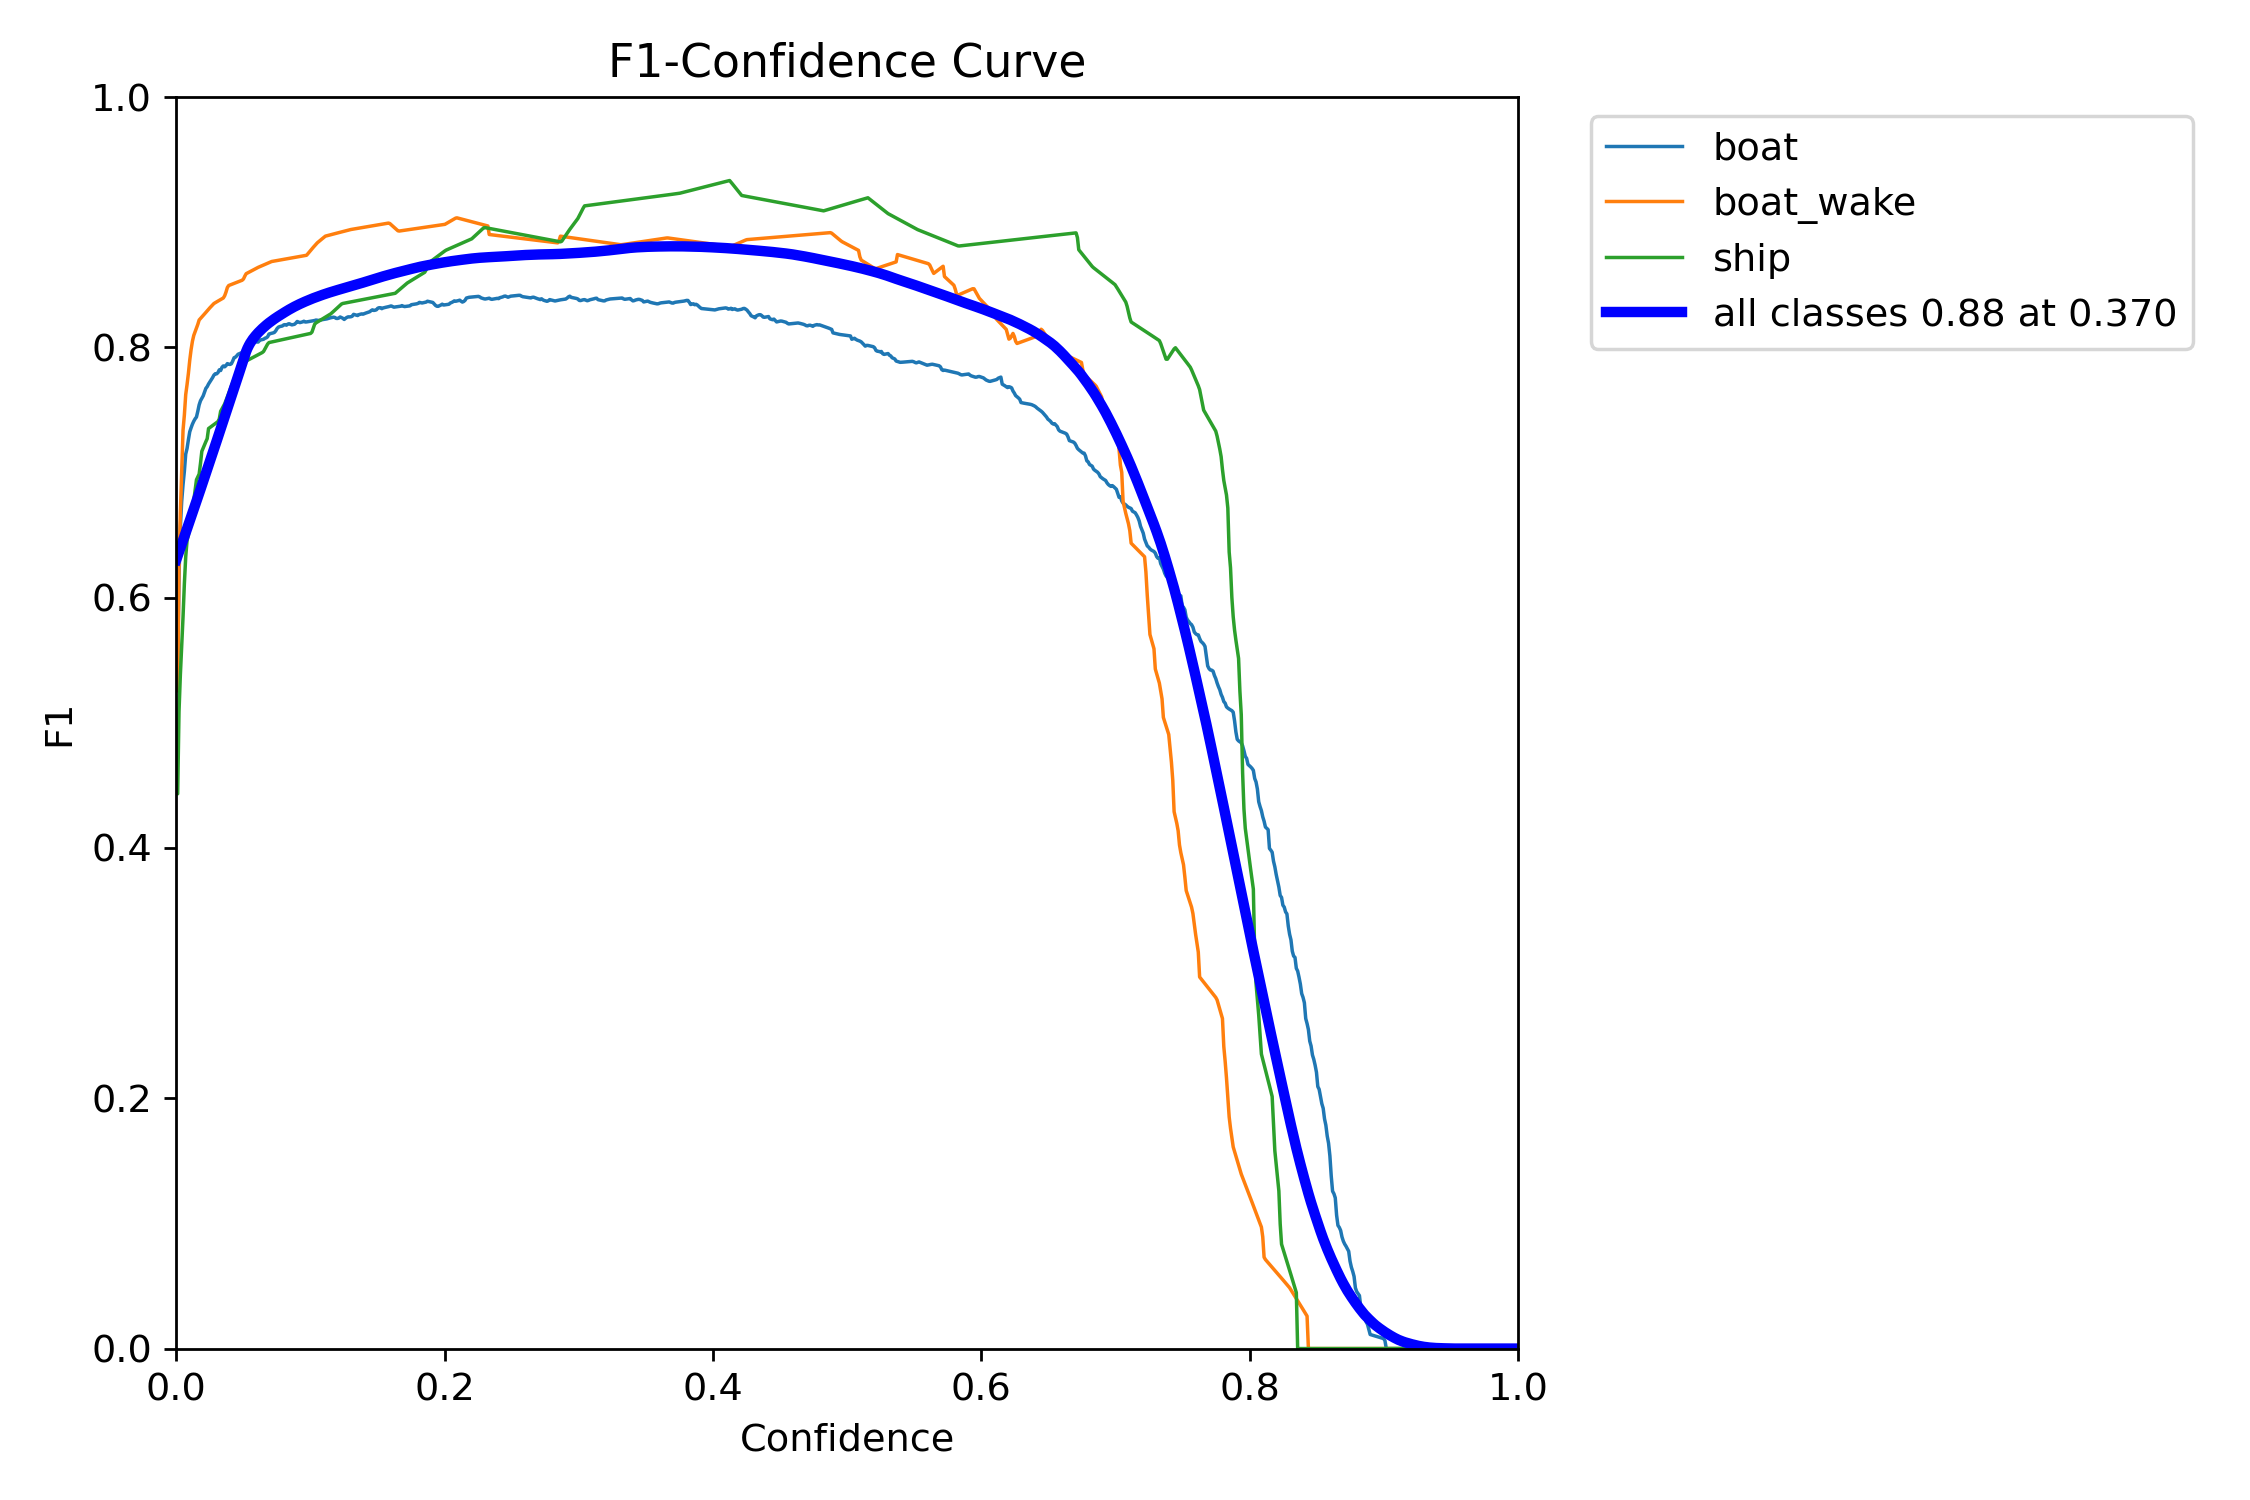 F1-Confidence Curve
1.0
0.8
0.6
0.4
0.2
0.0
F1
0.0 0.2 0.4 0.6 0.8 1.0
Confidence
boat
boat_wake
ship
all classes 0.88 at 0.370